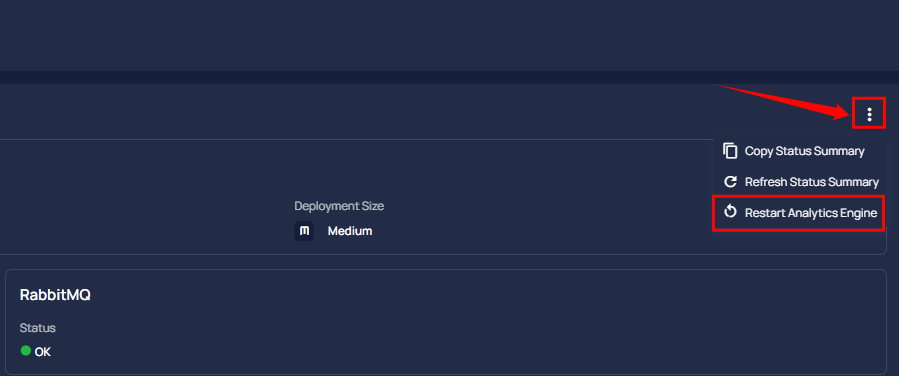 Copy Status Summary
Refresh Status Summary
Restart Analytics Engine
Deployment Size
m Medium
RabbitMQ
Status
OK